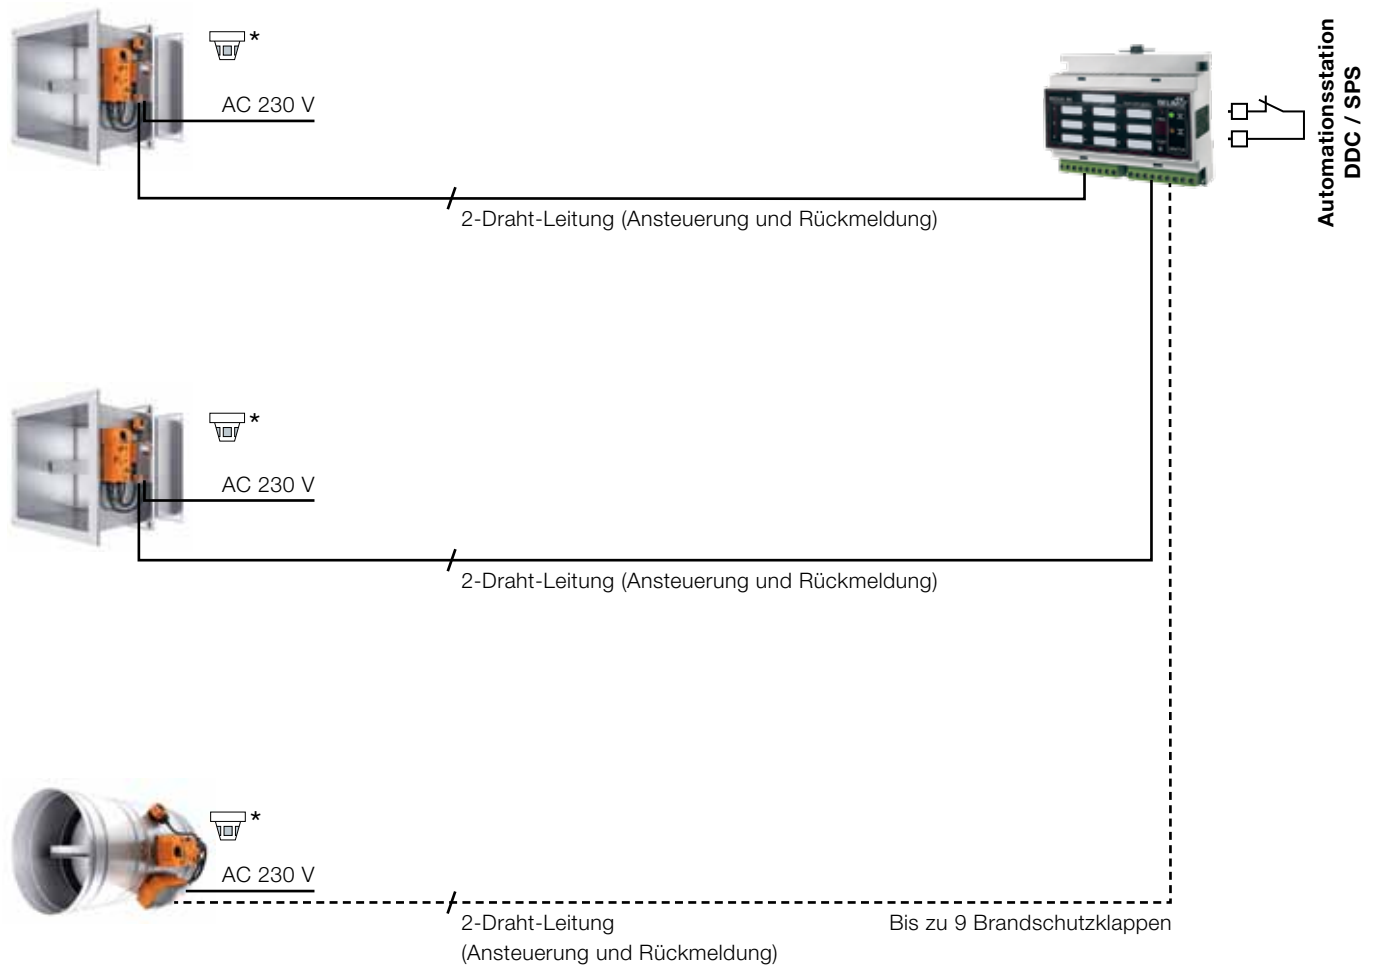 *
AC 230 V
2-Draht-Leitung (Ansteuerung und Rückmeldung)
Automationsstation
DDC / SPS
*
AC 230 V
2-Draht-Leitung (Ansteuerung und Rückmeldung)
*
AC 230 V
2-Draht-Leitung
(Ansteuerung und Rückmeldung)
Bis zu 9 Brandschutzklappen